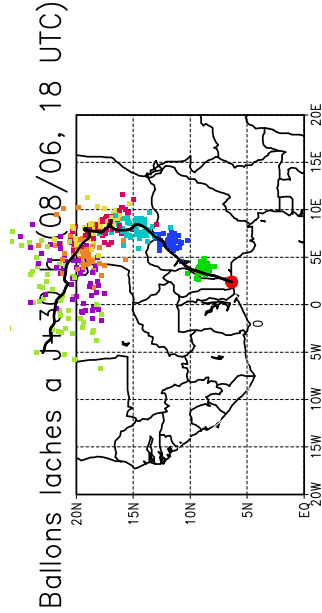 Ballons laches a J+30 h (08/06, 18 UTC)
20N
15N
10N
5N
EQ
20W 15W 10W 5W 0 5E 10E 15E 20E
0